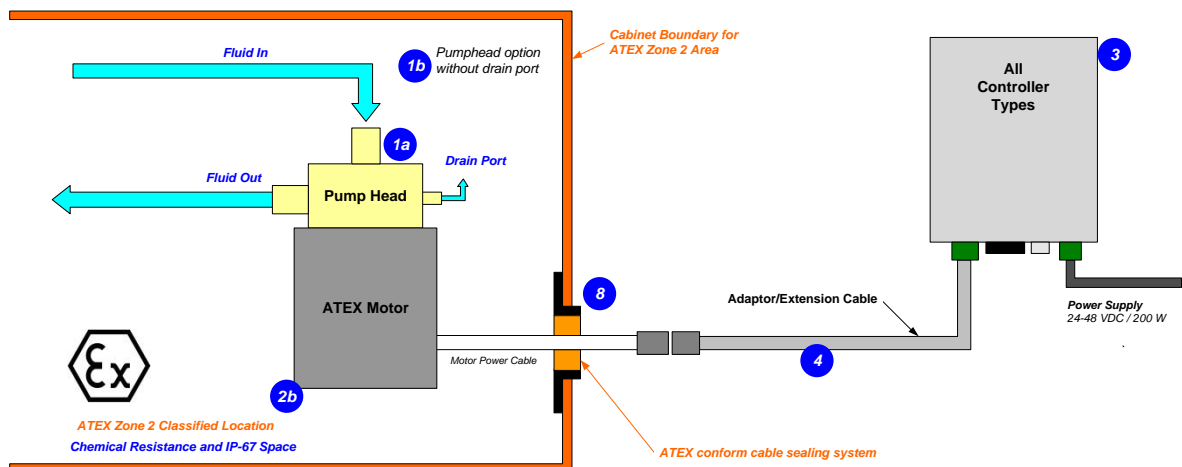 Fluid In
1b
Pumphead option
without drain port
Cabinet Boundary for
ATEX Zone 2 Area
3
All
Controller
Types
1a
Drain Port
Fluid Out
Pump Head
8
ATEX Motor
Adaptor/Extension Cable
Power Supply
24-48 VDC / 200 W
.
Motor Power Cable
4
Ex
2b
ATEX Zone 2 Classified Location
Chemical Resistance and IP-67 Space
ATEX conform cable sealing system